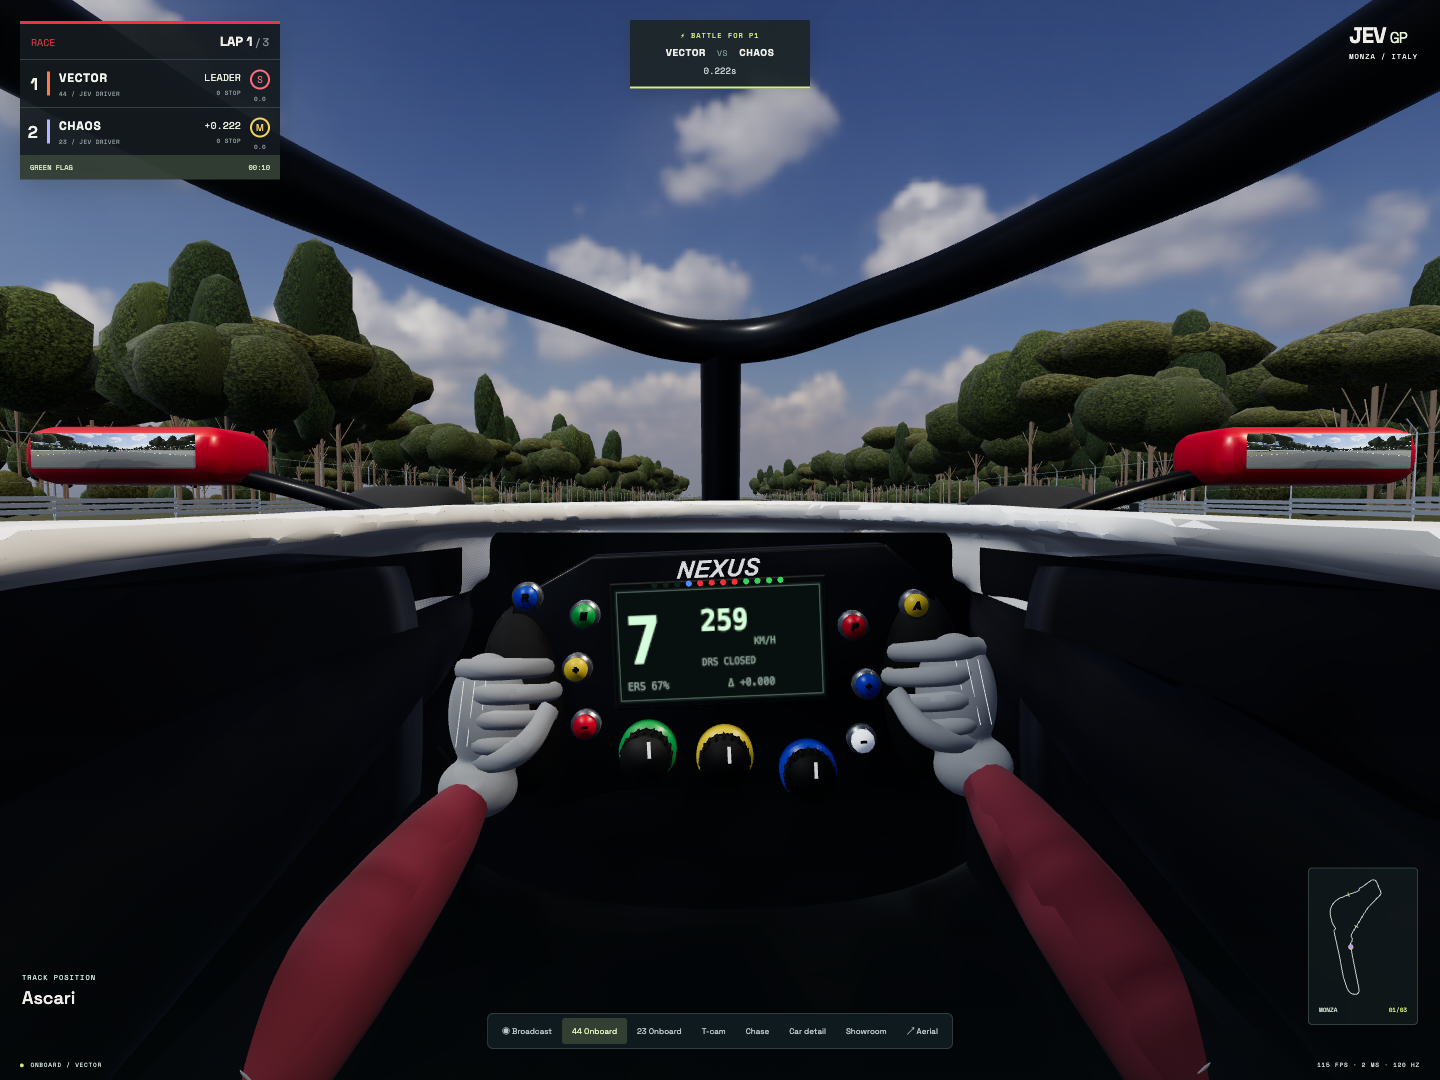 RACE
LAP 1 / 3
1 VECTOR LEADER S
44 / JEV DRIVER 0 STOP 0.0
2 CHAOS +0.222 M
23 / JEV DRIVER 0 STOP 0.0
GREEN FLAG 00:10
⚡ BATTLE FOR P1
VECTOR VS CHAOS
0.222s
JEV GP
MONZA / ITALY
NEXUS
7 259
KM/H
DRS CLOSED
ERS 67% Δ +0.000
R
A
P
+
-
-
TRACK POSITION
Ascari
MONZA 01/03
Broadcast 44 Onboard 23 Onboard T-cam Chase Car detail Showroom Aerial
ONBOARD / VECTOR
115 FPS · 2 MS · 120 HZ